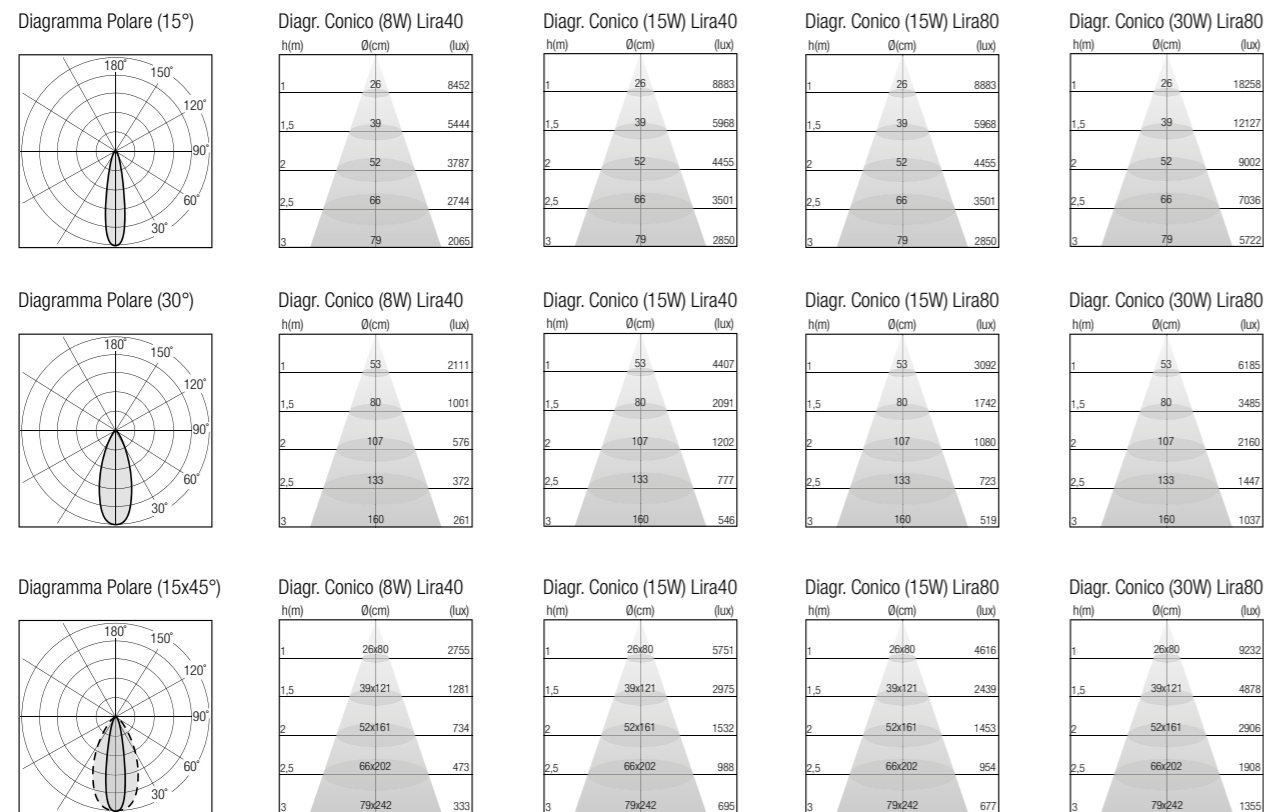 Diagramma Polare (15°)
180°
150°
120°
90°
60°
30°
Diagr. Conico (8W) Lira40
h(m) Ø(cm) (lux)
1 26 8452
1,5 39 5444
2 52 3787
2,5 66 2744
3 79 2065
Diagr. Conico (15W) Lira40
h(m) Ø(cm) (lux)
1 26 8883
1,5 39 5968
2 52 4455
2,5 66 3501
3 79 2850
Diagr. Conico (15W) Lira80
h(m) Ø(cm) (lux)
1 26 8883
1,5 39 5968
2 52 4455
2,5 66 3501
3 79 2850
Diagr. Conico (30W) Lira80
h(m) Ø(cm) (lux)
1 26 18258
1,5 39 12127
2 52 9002
2,5 66 7036
3 79 5722
Diagramma Polare (30°)
180°
150°
120°
90°
60°
30°
Diagr. Conico (8W) Lira40
h(m) Ø(cm) (lux)
1 53 2111
1,5 80 1001
2 107 576
2,5 133 372
3 160 261
Diagr. Conico (15W) Lira40
h(m) Ø(cm) (lux)
1 53 4407
1,5 80 2091
2 107 1202
2,5 133 777
3 160 546
Diagr. Conico (15W) Lira80
h(m) Ø(cm) (lux)
1 53 3092
1,5 80 1742
2 107 1080
2,5 133 723
3 160 519
Diagr. Conico (30W) Lira80
h(m) Ø(cm) (lux)
1 53 6185
1,5 80 3485
2 107 2160
2,5 133 1447
3 160 1037
Diagramma Polare (15x45°)
180°
150°
120°
90°
60°
30°
Diagr. Conico (8W) Lira40
h(m) Ø(cm) (lux)
1 26x80 2755
1,5 39x121 1281
2 52x161 734
2,5 66x202 473
3 79x242 333
Diagr. Conico (15W) Lira40
h(m) Ø(cm) (lux)
1 26x80 5751
1,5 39x121 2975
2 52x161 1532
2,5 66x202 988
3 79x242 695
Diagr. Conico (15W) Lira80
h(m) Ø(cm) (lux)
1 26x80 4616
1,5 39x121 2439
2 52x161 1453
2,5 66x202 954
3 79x242 677
Diagr. Conico (30W) Lira80
h(m) Ø(cm) (lux)
1 26x80 9232
1,5 39x121 4878
2 52x161 2906
2,5 66x202 1908
3 79x242 1355